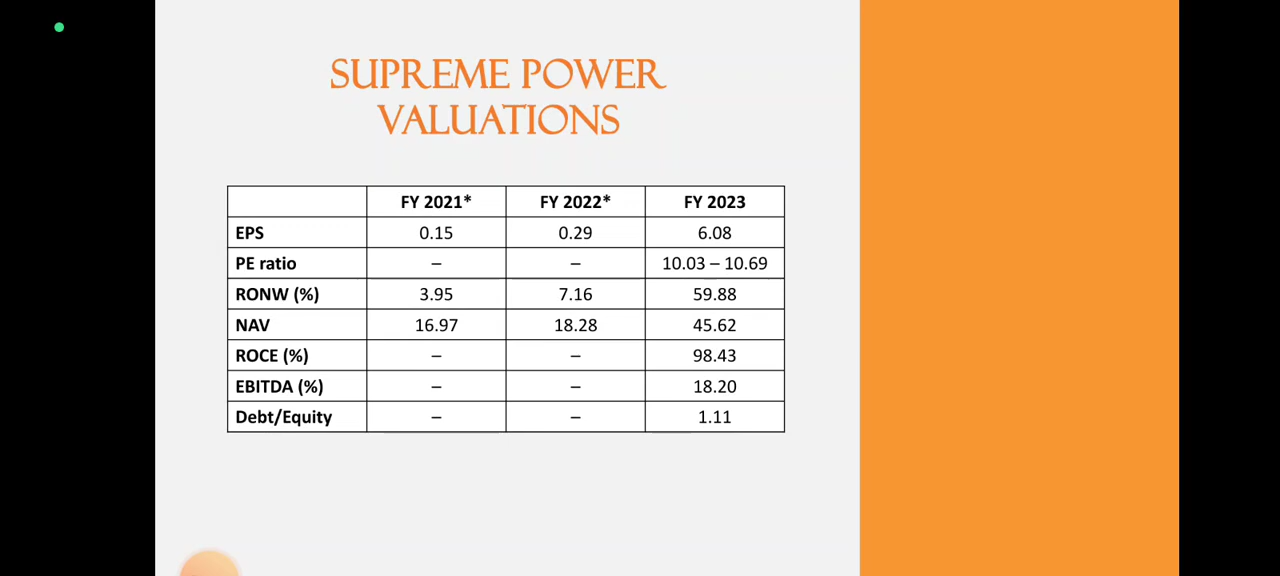 SUPREME POWER
VALUATIONS
FY 2021* FY 2022* FY 2023
EPS 0.15 0.29 6.08
PE ratio – – 10.03 – 10.69
RONW (%) 3.95 7.16 59.88
NAV 16.97 18.28 45.62
ROCE (%) – – 98.43
EBITDA (%) – – 18.20
Debt/Equity – – 1.11